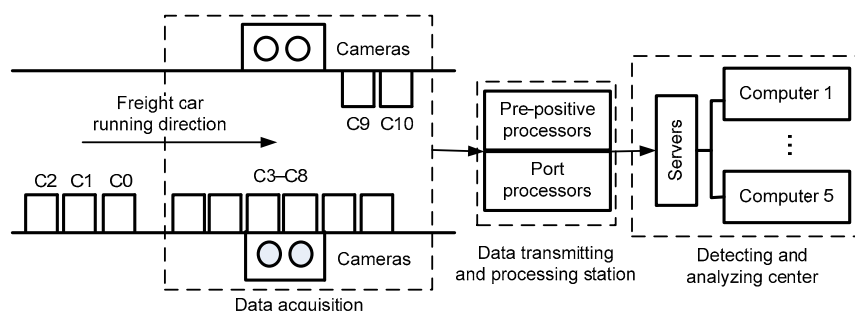 Cameras
Freight car
running direction
C9 C10
C2 C1 C0
C3–C8
Cameras
Data acquisition
Pre-positive
processors
Port
processors
Data transmitting
and processing station
Servers
Computer 1
⋮
Computer 5
Detecting and
analyzing center